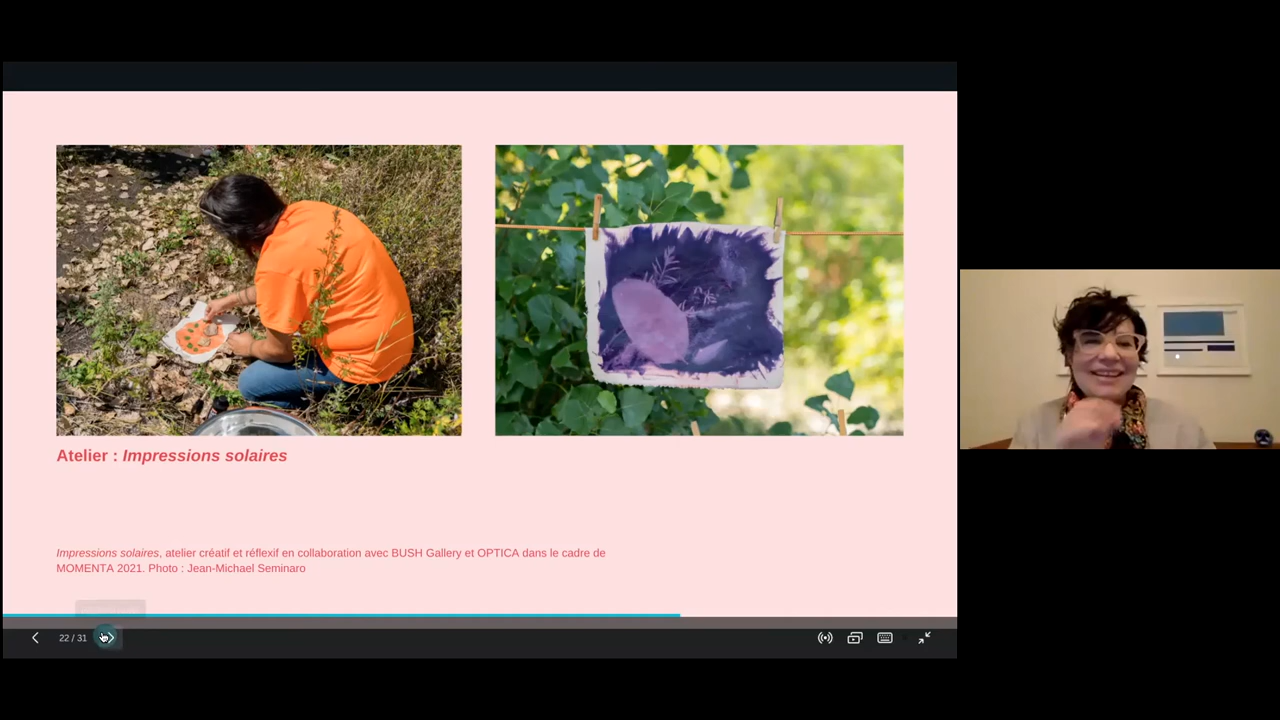 Atelier : Impressions solaires
Impressions solaires, atelier créatif et réflexif en collaboration avec BUSH Gallery et OPTICA dans le cadre de
MOMENTA 2021. Photo : Jean-Michael Seminaro
22 / 31